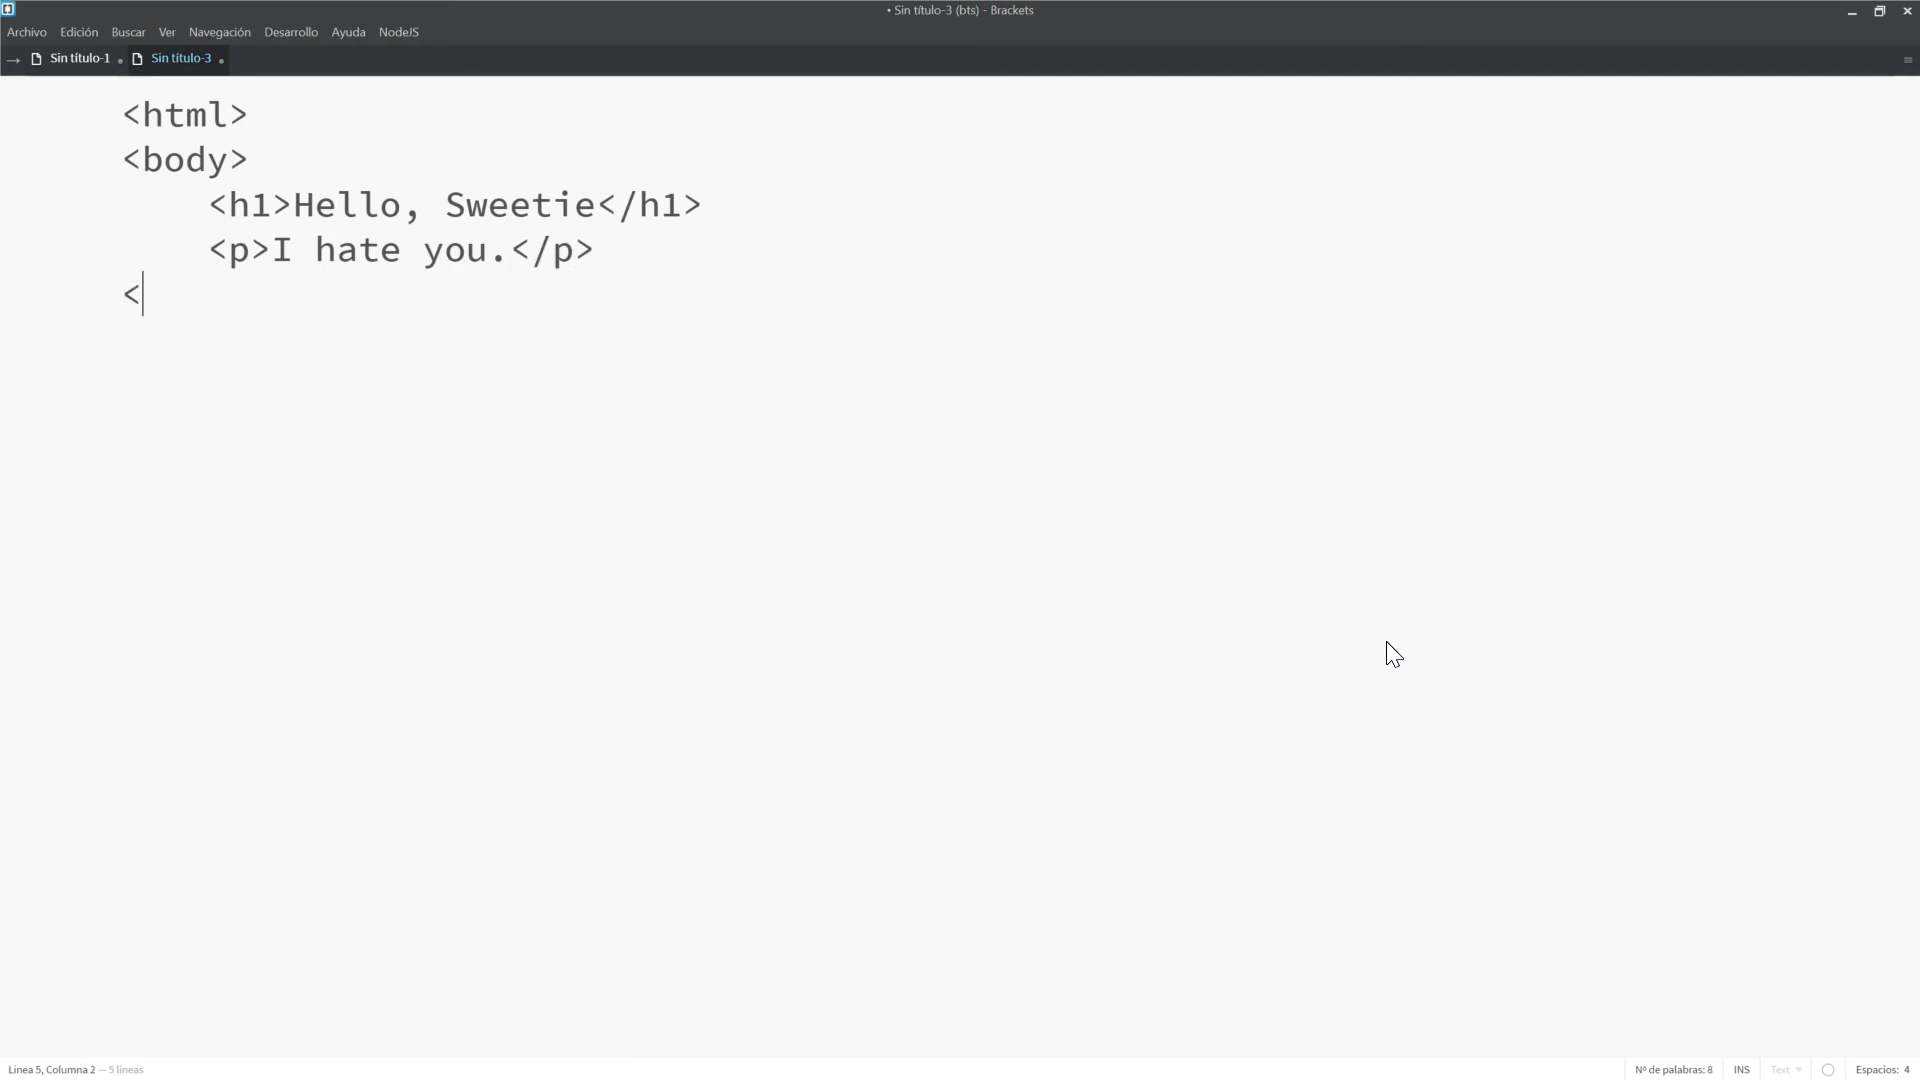 • Sin título-3 (bts) - Brackets
Archivo Edición Buscar Ver Navegación Desarrollo Ayuda NodeJS
Sin título-1 • Sin título-3 •
<html>
<body>
<h1>Hello, Sweetie</h1>
<p>I hate you.</p>
<
Línea 5, Columna 2 — 5 líneas
Nº de palabras: 8 INS Text Espacios: 4